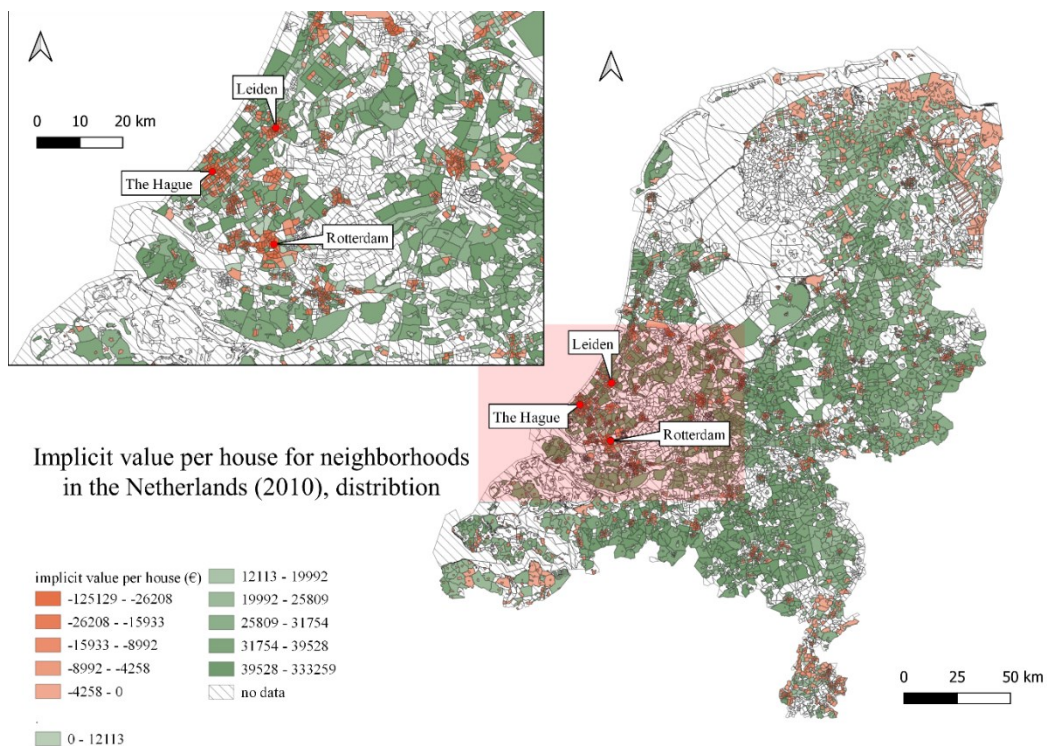 Leiden
0 10 20 km
The Hague
Rotterdam
Leiden
The Hague
Rotterdam
Implicit value per house for neighborhoods
in the Netherlands (2010), distribtion
implicit value per house (€)
-125129 - -26208
-26208 - -15933
-15933 - -8992
-8992 - -4258
-4258 - 0
.
0 - 12113
12113 - 19992
19992 - 25809
25809 - 31754
31754 - 39528
39528 - 333259
no data
0 25 50 km